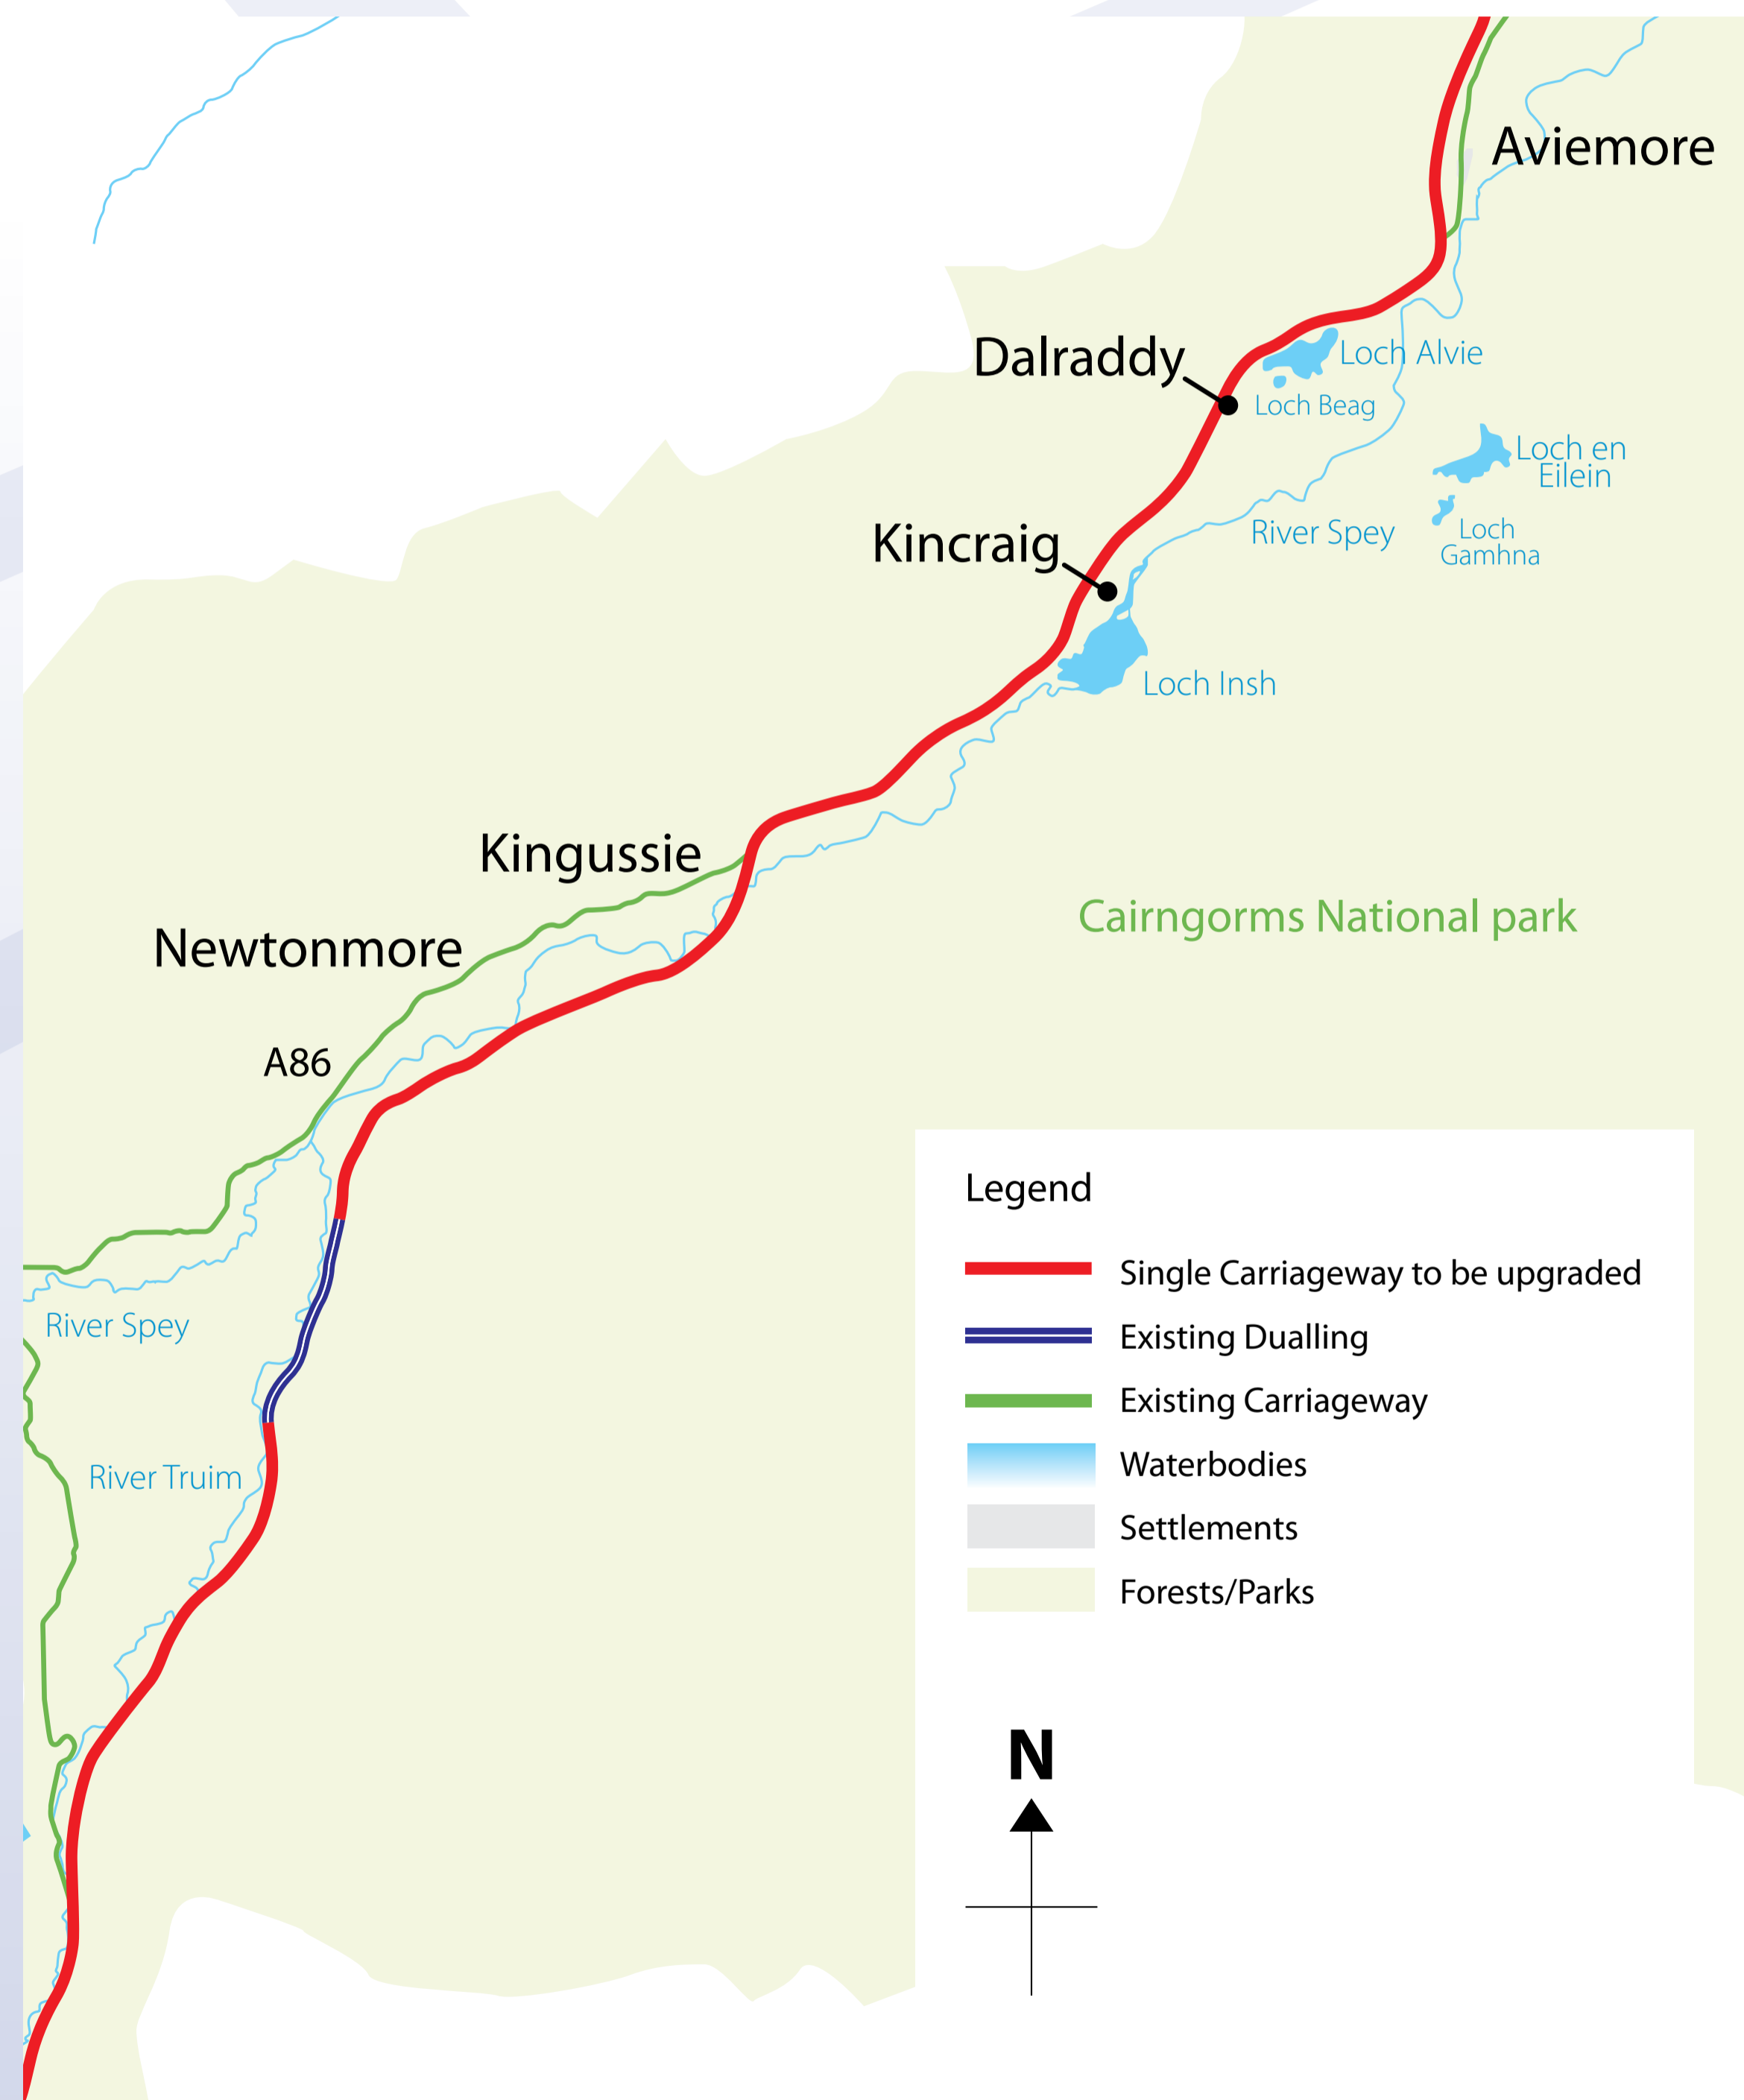 Aviemore
Dalraddy
Loch Alvie
Loch Beag
Loch en
Eilein
Kincraig
River Spey
Loch
Gamhna
Loch Insh
Kingussie
Cairngorms National park
Newtonmore
A86
Legend
Single Carriageway to be upgraded
River Spey
Existing Dualling
Existing Carriageway
Waterbodies
River Truim
Settlements
Forests/Parks
N